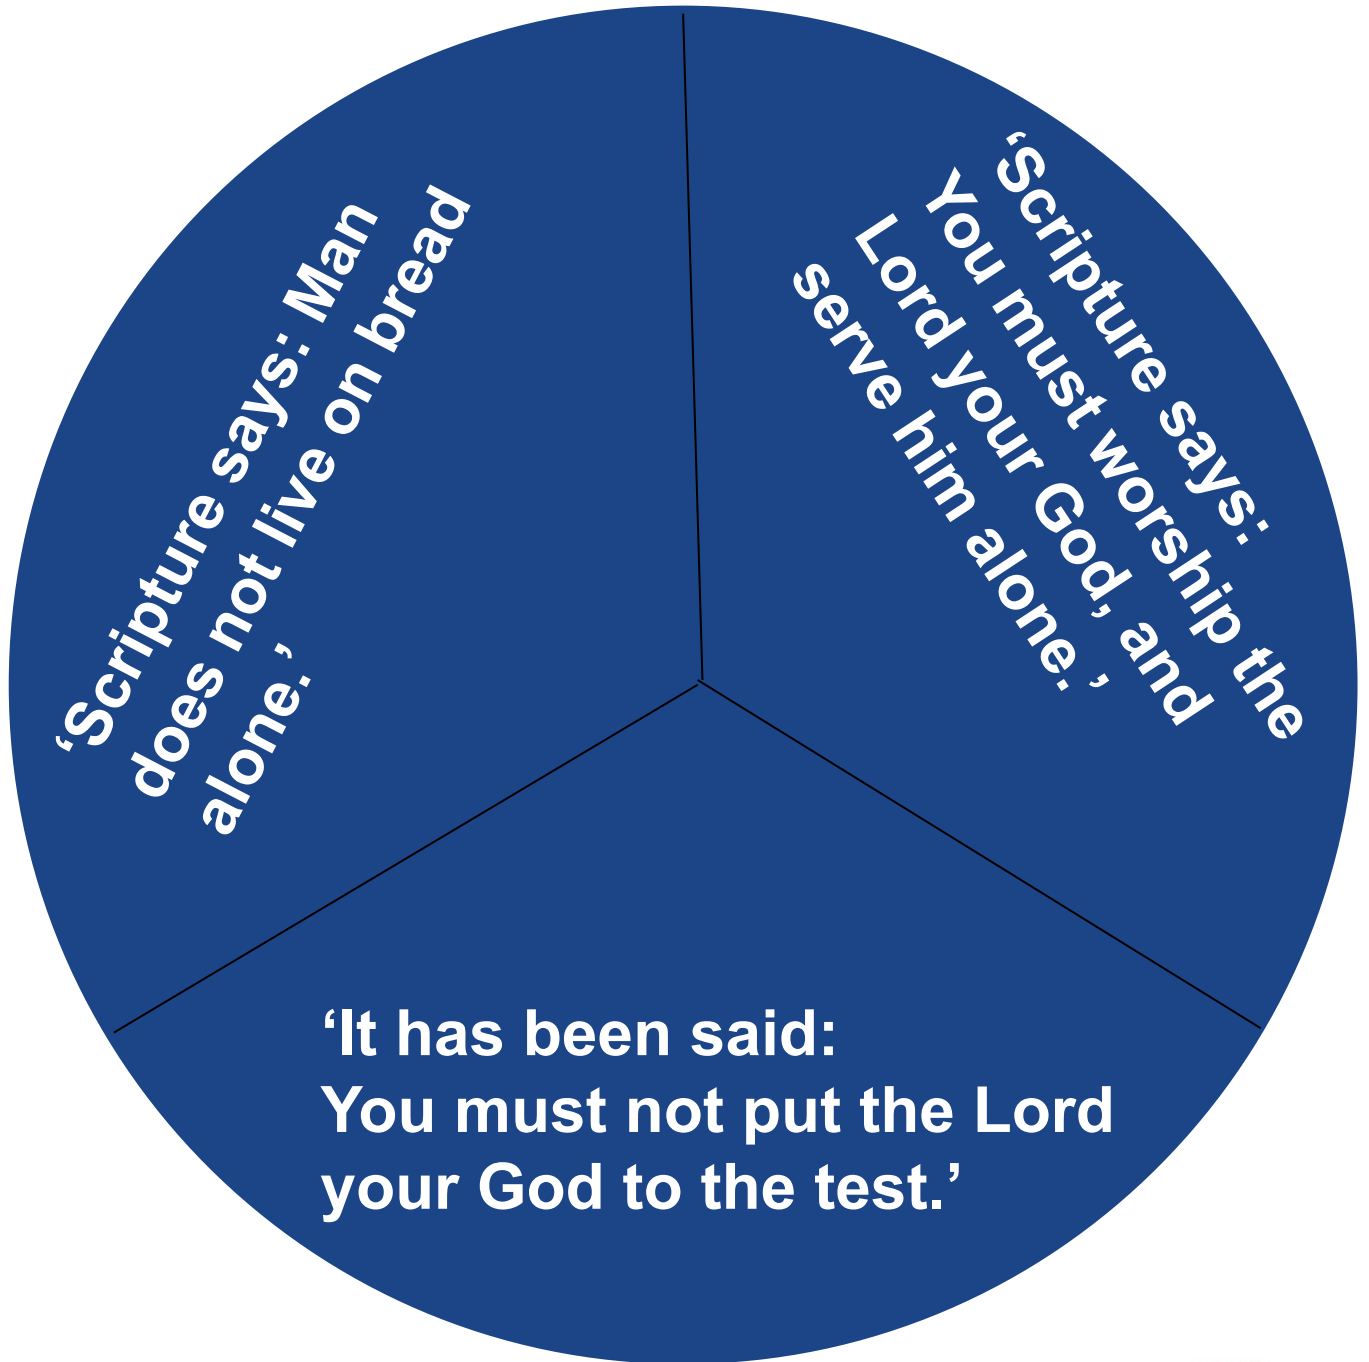 ‘Scripture says: Man
does not live on bread
alone.’
‘Scripture says:
You must worship the
Lord your God, and
serve him alone.’
‘It has been said:
You must not put the Lord
your God to the test.’